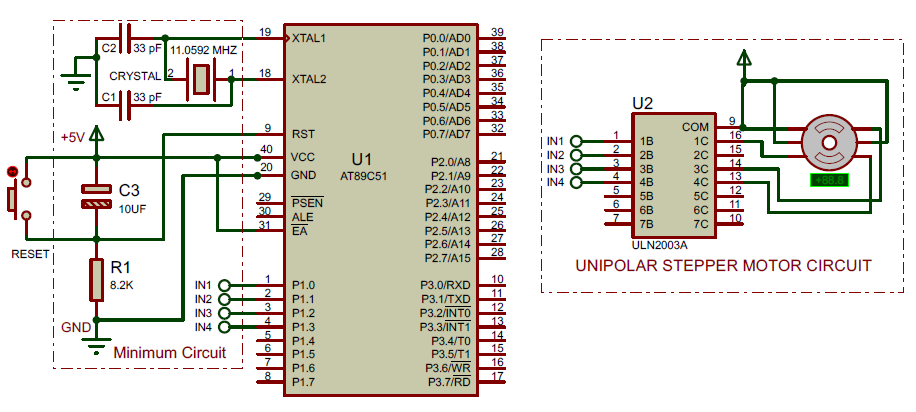 C2 33 pF
11.0592 MHZ
CRYSTAL
2 1
C1 33 pF
+5V
C3
10UF
RESET
R1
8.2K
GND
Minimum Circuit
IN1
IN2
IN3
IN4
19 XTAL1
18 XTAL2
9 RST
40 VCC
20 GND
29 PSEN
30 ALE
31 EA
1 P1.0
2 P1.1
3 P1.2
4 P1.3
5 P1.4
6 P1.5
7 P1.6
8 P1.7
U1
AT89C51
P0.0/AD0 39
P0.1/AD1 38
P0.2/AD2 37
P0.3/AD3 36
P0.4/AD4 35
P0.5/AD5 34
P0.6/AD6 33
P0.7/AD7 32
P2.0/A8 21
P2.1/A9 22
P2.2/A10 23
P2.3/A11 24
P2.4/A12 25
P2.5/A13 26
P2.6/A14 27
P2.7/A15 28
P3.0/RXD 10
P3.1/TXD 11
P3.2/INT0 12
P3.3/INT1 13
P3.4/T0 14
P3.5/T1 15
P3.6/WR 16
P3.7/RD 17
U2
IN1 1 1B
IN2 2 2B
IN3 3 3B
IN4 4 4B
5 5B
6 6B
7 7B
COM 9
1C 16
2C 15
3C 14
4C 13
5C 12
6C 11
7C 10
ULN2003A
+88.8
UNIPOLAR STEPPER MOTOR CIRCUIT